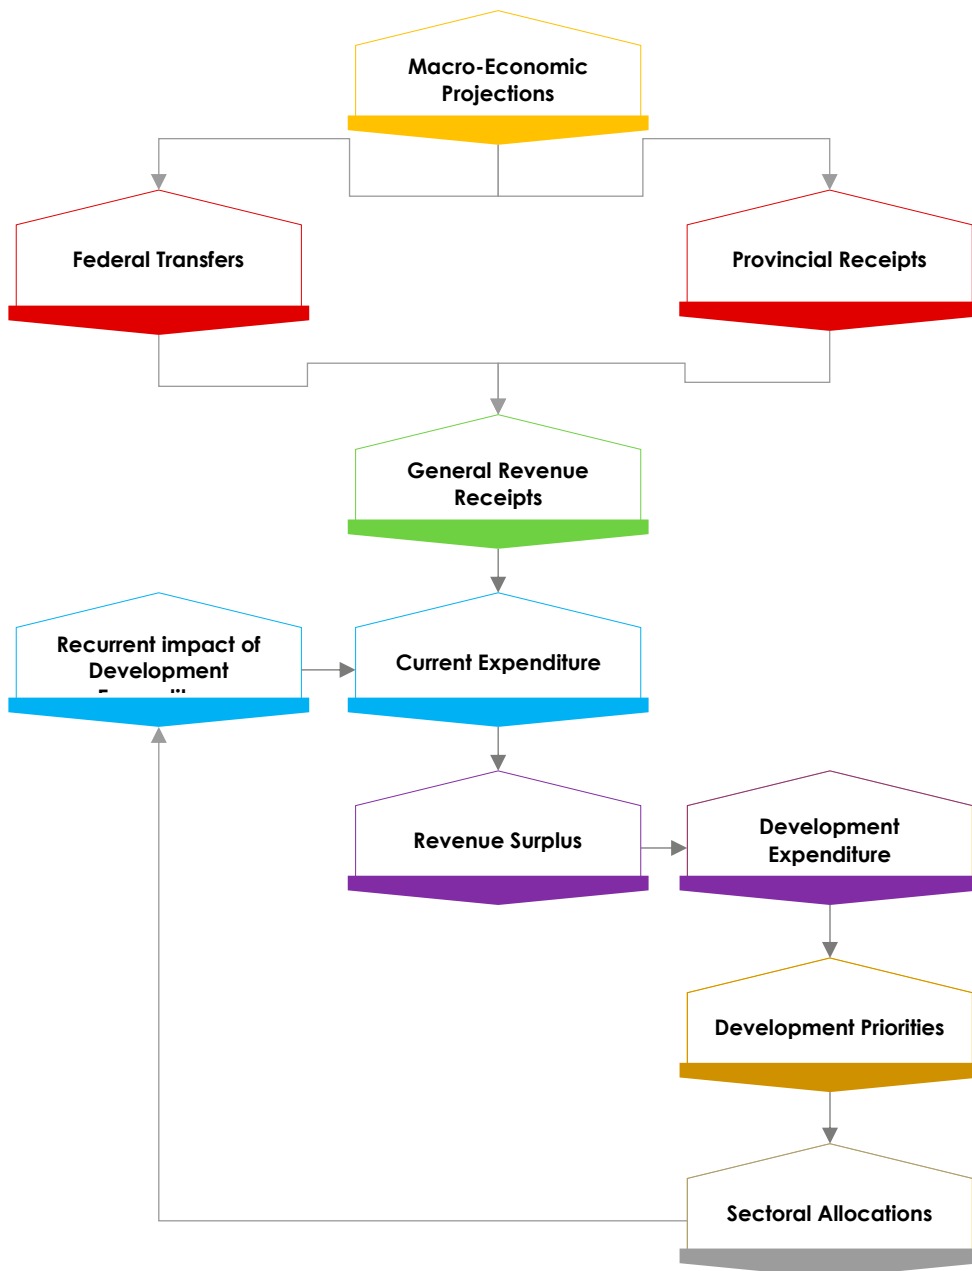 Macro-Economic
Projections
Federal Transfers
Provincial Receipts
General Revenue
Receipts
Recurrent impact of
Development
Current Expenditure
Revenue Surplus
Development
Expenditure
Development Priorities
Sectoral Allocations